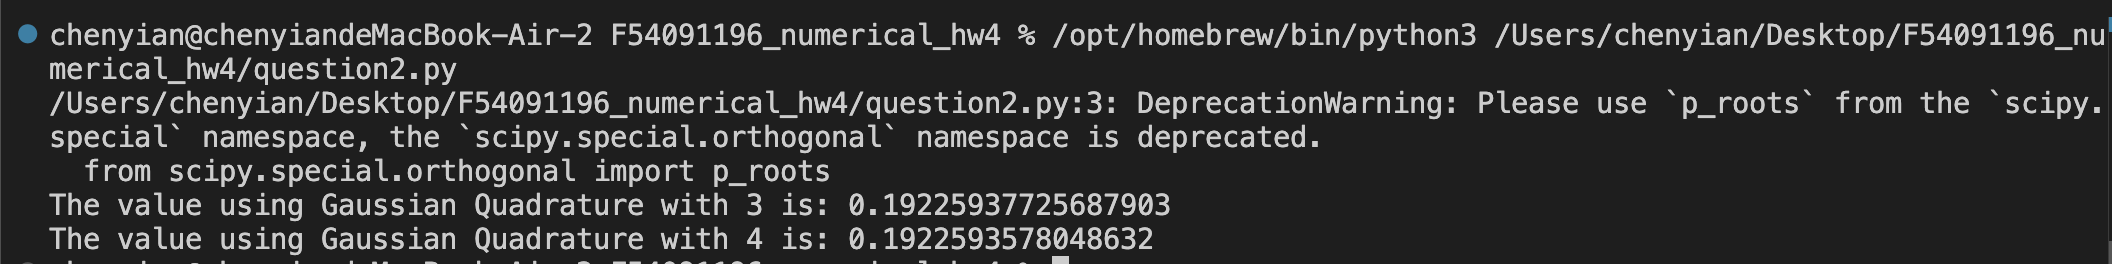 chenyian@chenyiandeMacBook-Air-2 F54091196_numerical_hw4 % /opt/homebrew/bin/python3 /Users/chenyian/Desktop/F54091196_nu
merical_hw4/question2.py
/Users/chenyian/Desktop/F54091196_numerical_hw4/question2.py:3: DeprecationWarning: Please use `p_roots` from the `scipy.
special` namespace, the `scipy.special.orthogonal` namespace is deprecated.
  from scipy.special.orthogonal import p_roots
The value using Gaussian Quadrature with 3 is: 0.19225937725687903
The value using Gaussian Quadrature with 4 is: 0.1922593578048632